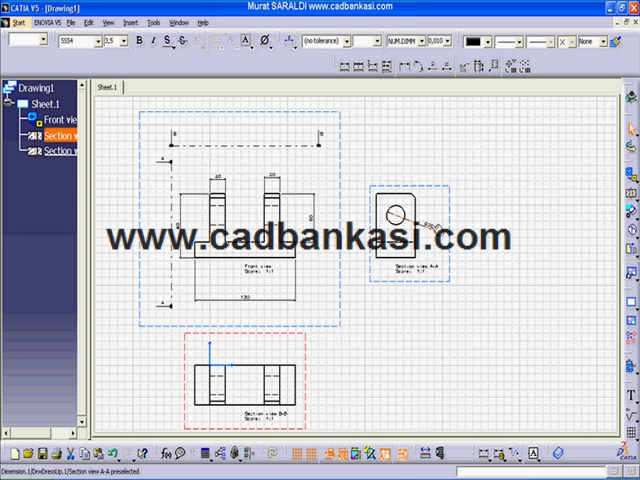 Murat SARALDI www.cadbankasi.com
CATIA V5 - [Drawing1]
Start ENOVIA V5 File Edit View Insert Tools Window Help
SSS4 3,5 B I S A (no tolerance) NUM.DIMM 0,010 None
Drawing1
Sheet.1
Front vie
Section v
Section v
Sheet.1
B B
A
20 20
60
www.cadbankasi.com
Front view
Scale: 1:1
Section view A-A
Scale: 1:1
130
A
Section view B-B
Scale: 1:1
CATIA
Dimension.1/DrwDressUp.1/Section view A-A preselected